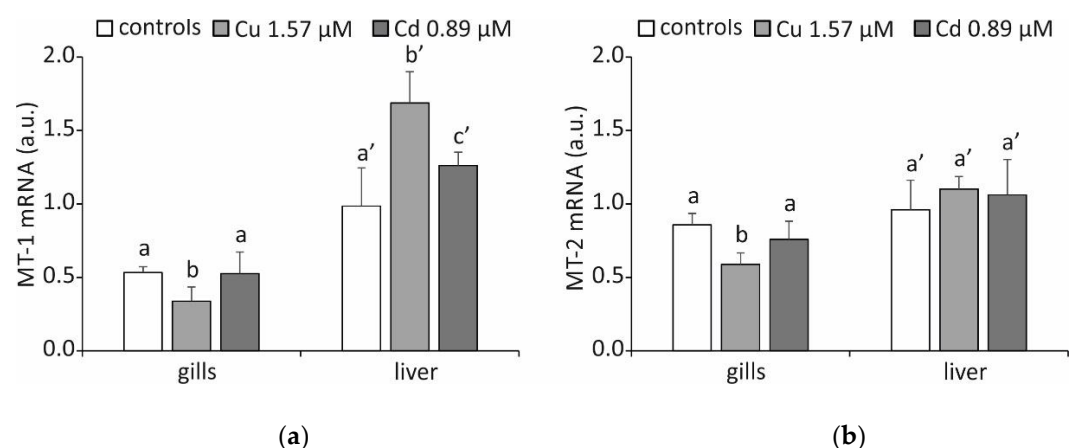 controls Cu 1.57 μM Cd 0.89 μM
2.0
1.5
1.0
0.5
0.0
MT-1 mRNA (a.u.)
a
b
a
a’
b’
c’
gills
liver
(a)
controls Cu 1.57 μM Cd 0.89 μM
2.0
1.5
1.0
0.5
0.0
MT-2 mRNA (a.u.)
a
b
a
a’
a’
a’
gills
liver
(b)